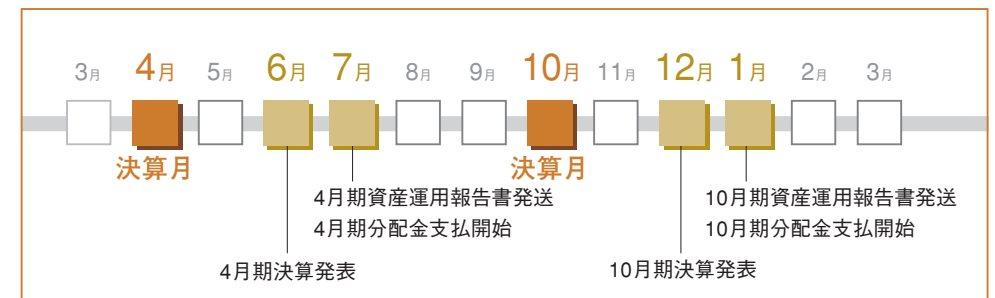 3月 4月 5月 6月 7月 8月 9月 10月 11月 12月 1月 2月 3月
決算月 決算月
4月期資産運用報告書発送 10月期資産運用報告書発送
4月期分配金支払開始 10月期分配金支払開始
4月期決算発表 10月期決算発表